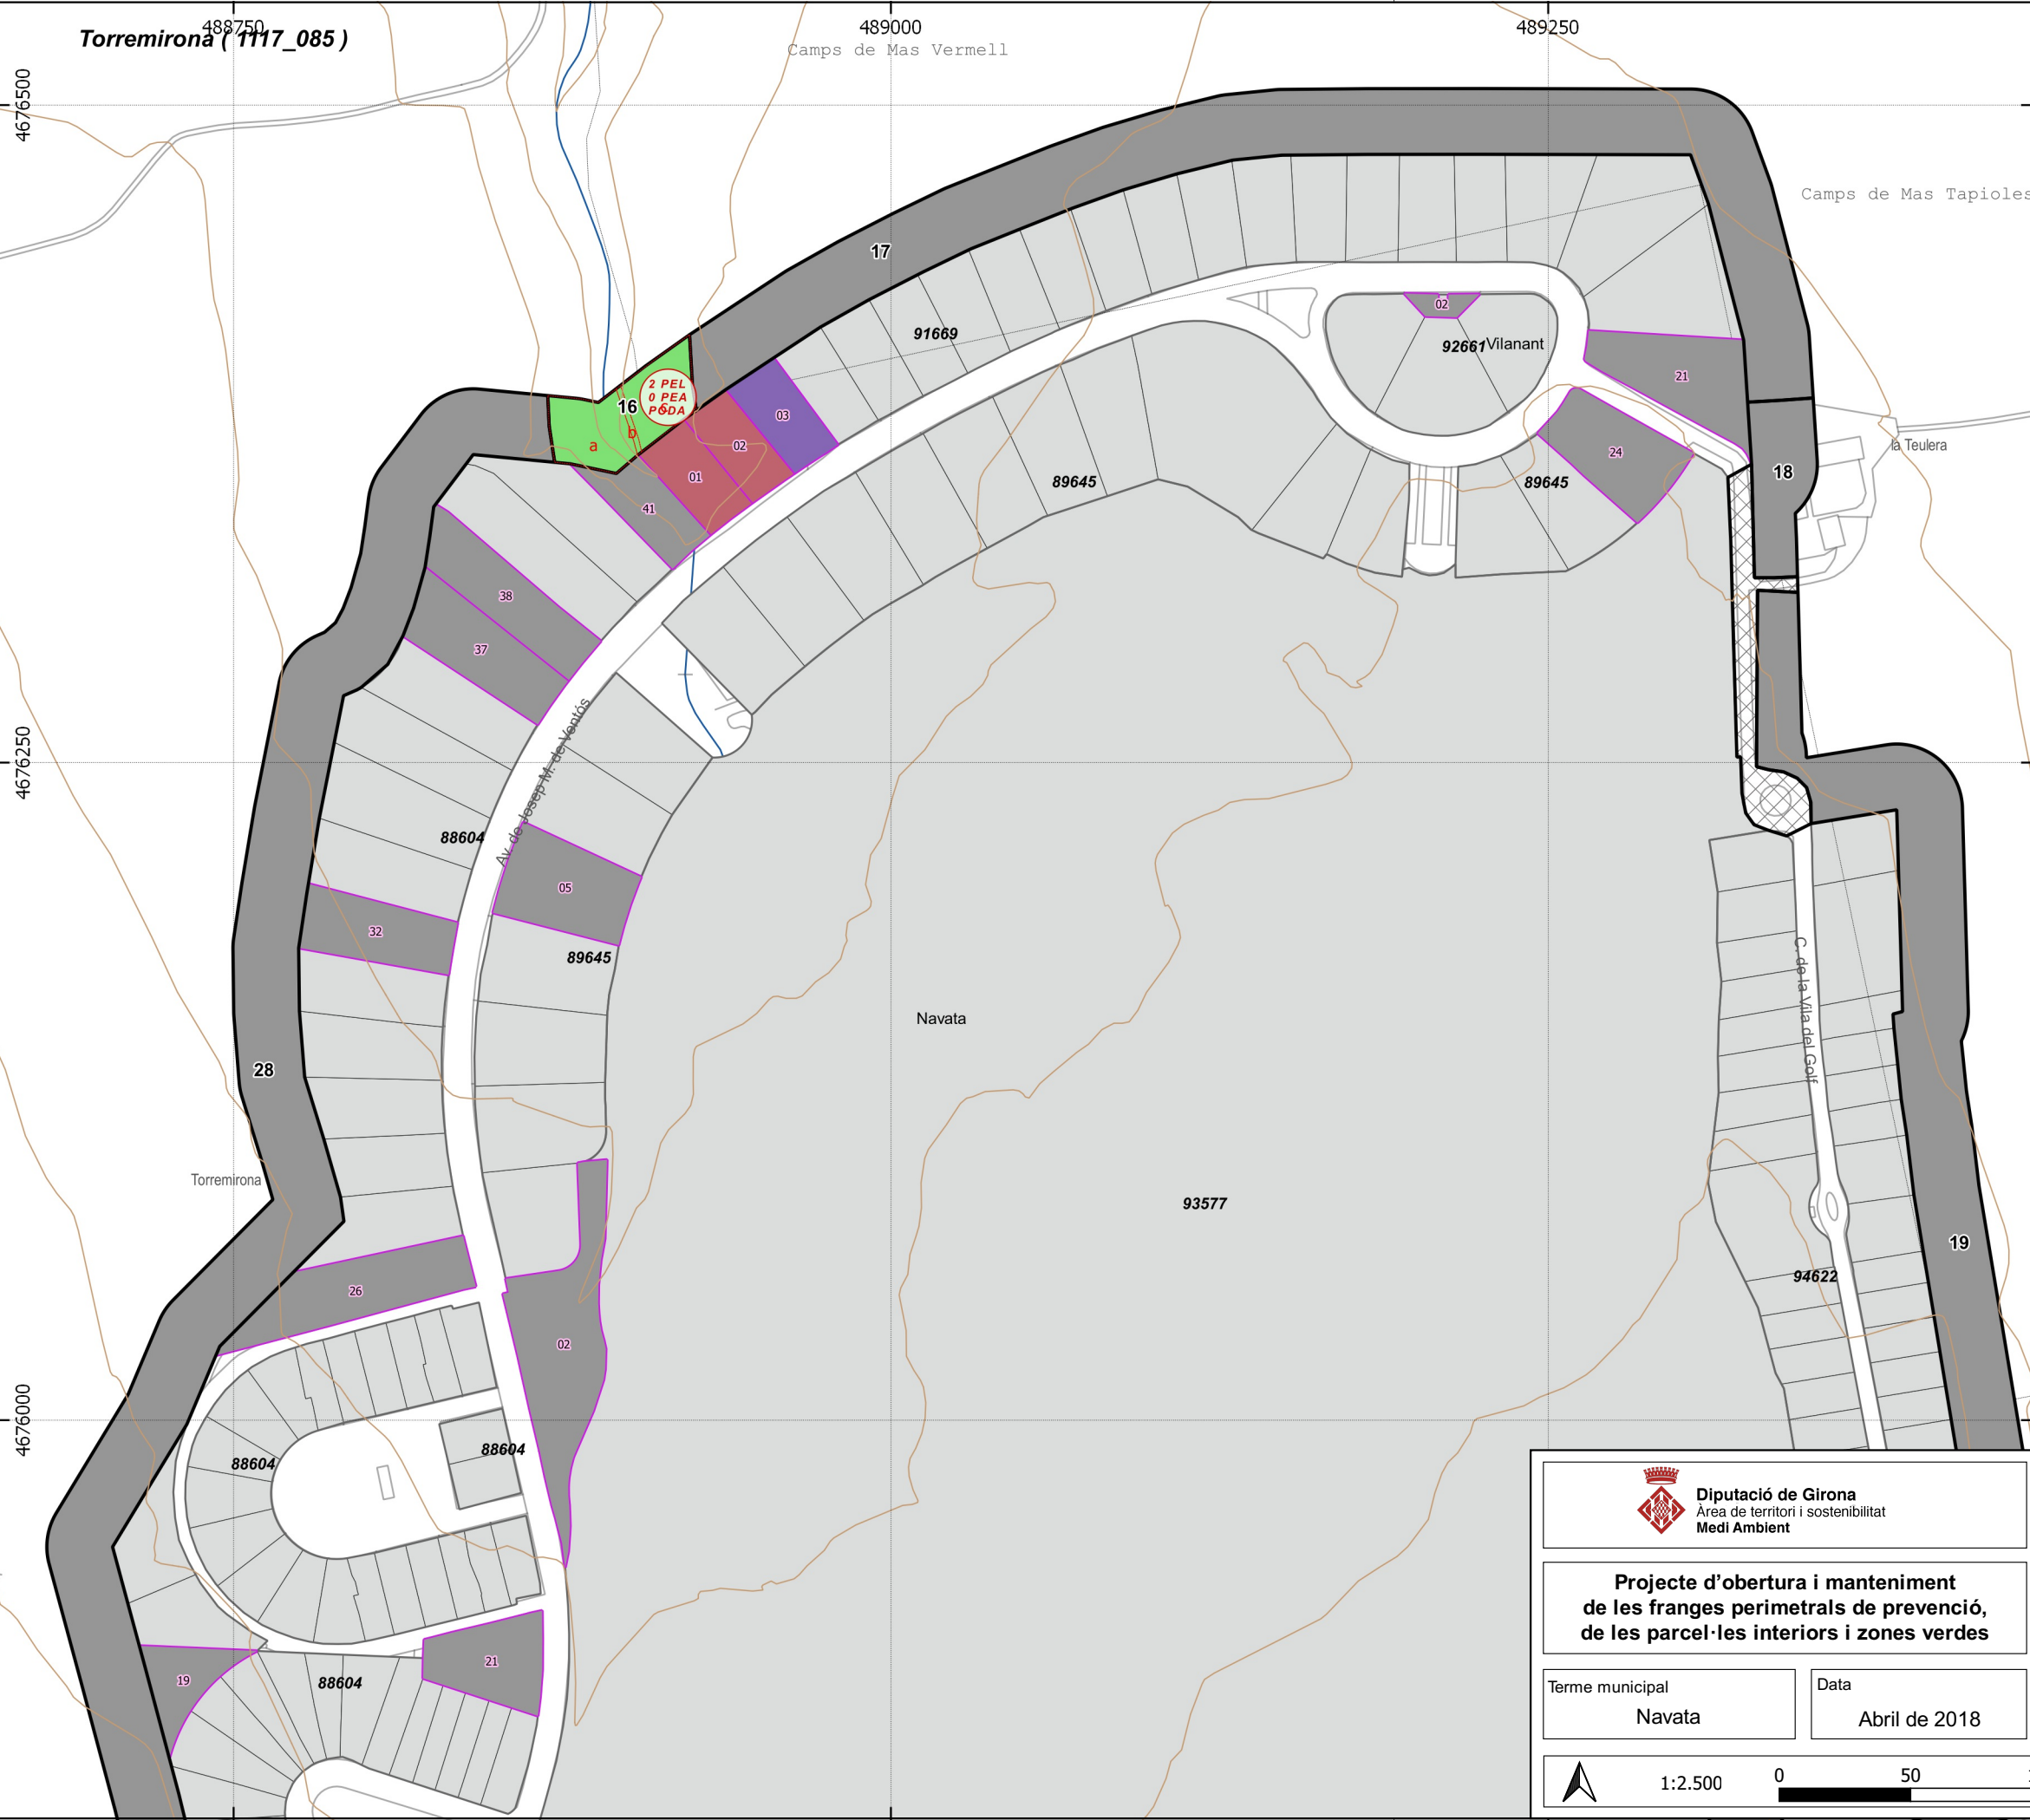 488750
489000
489250
Torremirona ( 1117_085 )
Camps de Mas Vermell
4676500
Camps de Mas Tapioles
17
91669
02
92661
Vilanant
21
2 PEL
0 PEA
PODA
c
16
b
a
03
02
01
41
24
89645
89645
la Teulera
18
38
37
4676250
Av. de Josep M. de Ventós
88604
05
32
89645
C. de la Vila del Golf
Navata
28
Torremirona
93577
19
94622
26
02
4676000
88604
88604
21
19
88604
Diputació de Girona
Àrea de territori i sostenibilitat
Medi Ambient
Projecte d'obertura i manteniment
de les franges perimetrals de prevenció,
de les parcel·les interiors i zones verdes
Terme municipal
Navata
Data
Abril de 2018
1:2.500
0
50